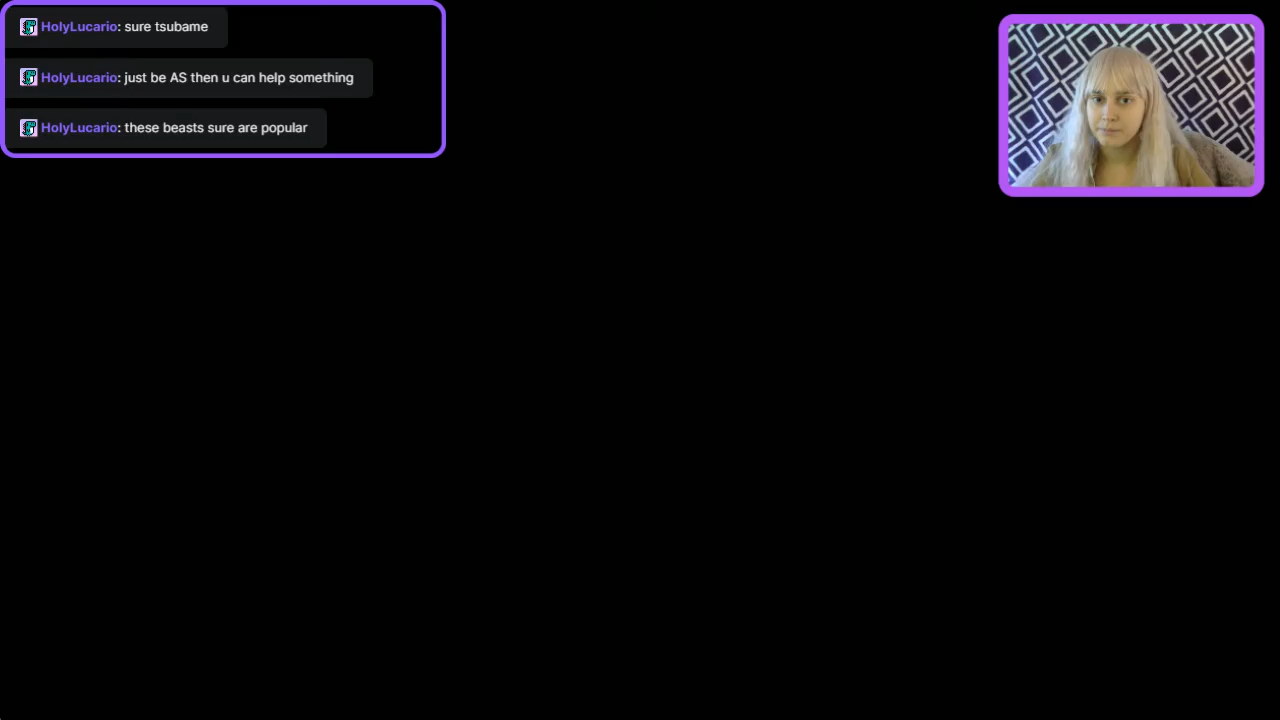 HolyLucario: sure tsubame
HolyLucario: just be AS then u can help something
HolyLucario: these beasts sure are popular